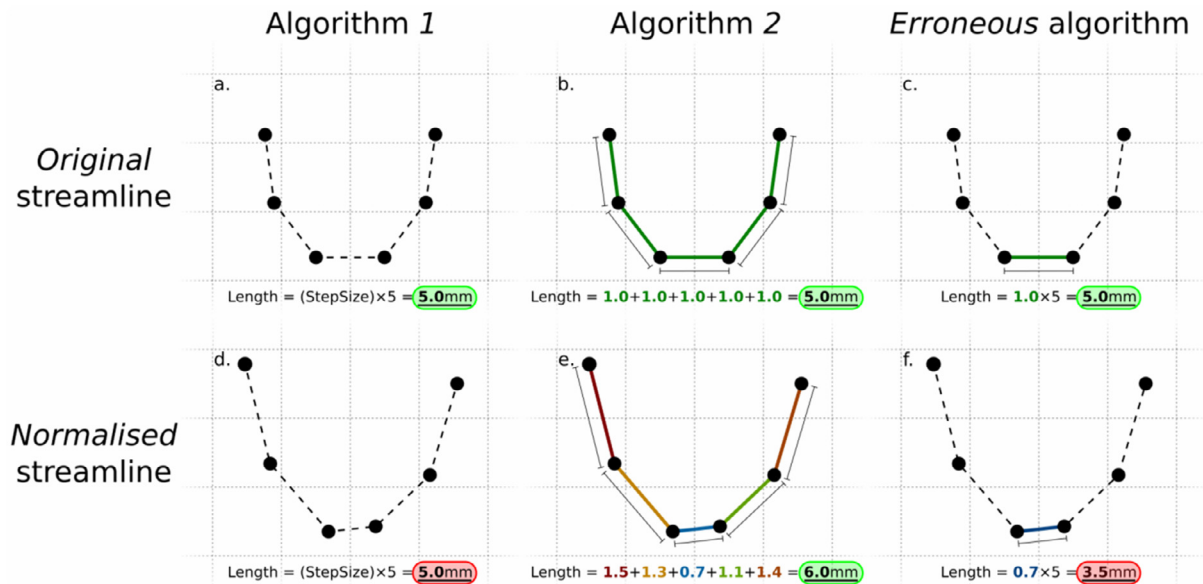 Algorithm 1
Algorithm 2
Erroneous algorithm
Original
streamline
a.
b.
c.
Length = (StepSize)×5 = 5.0mm
Length = 1.0+1.0+1.0+1.0+1.0 = 5.0mm
Length = 1.0×5 = 5.0mm
Normalised
streamline
d.
e.
f.
Length = (StepSize)×5 = 5.0mm
Length = 1.5+1.3+0.7+1.1+1.4 = 6.0mm
Length = 0.7×5 = 3.5mm